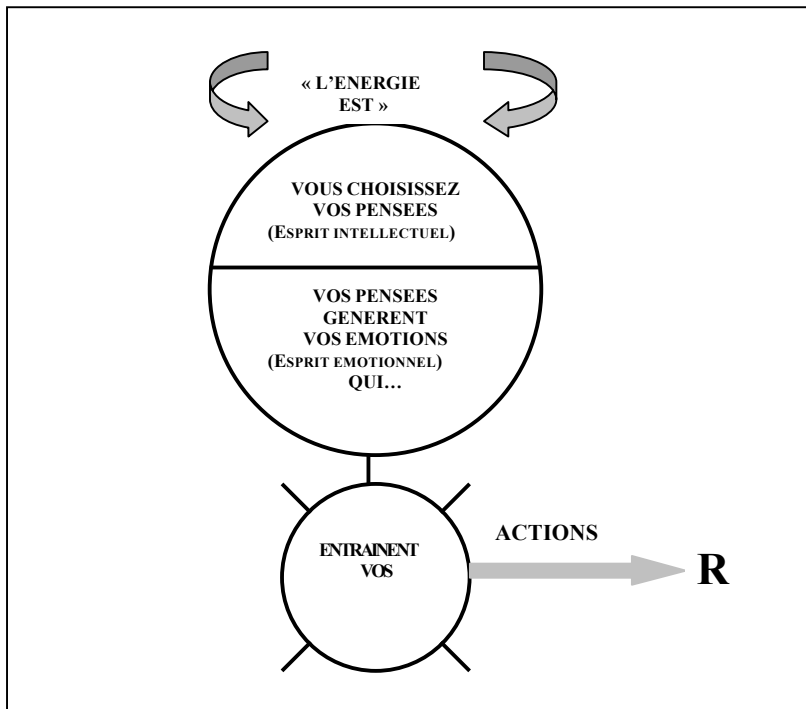 « L’ENERGIE
EST »
VOUS CHOISISSEZ
VOS PENSEES
(ESPRIT INTELLECTUEL)
VOS PENSEES
GENERENT
VOS EMOTIONS
(ESPRIT EMOTIONNEL)
QUI…
ENTRAINENT
VOS
ACTIONS
R